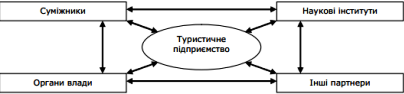 Суміжники
Наукові інститути
Туристичне
підприємство
Органи влади
Інші партнери